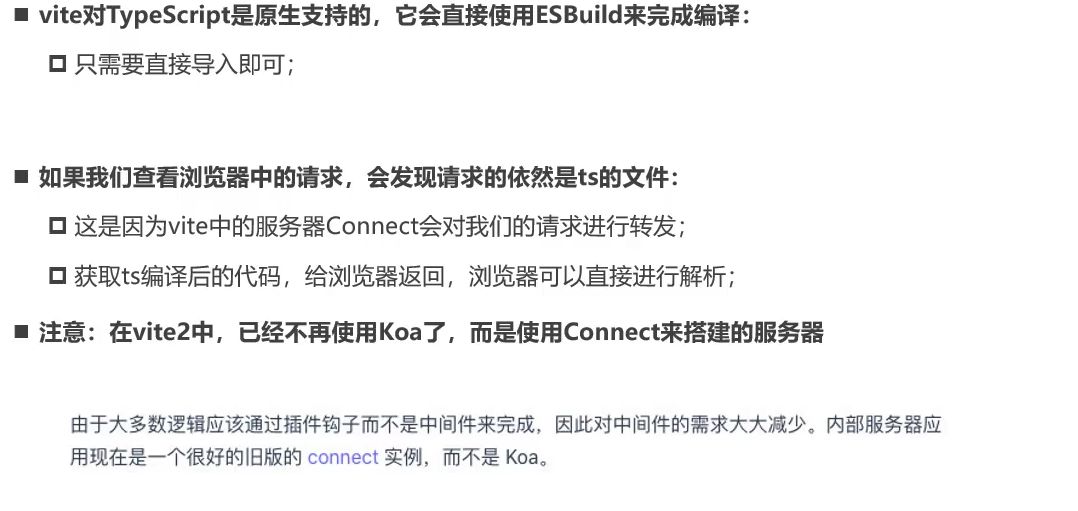 vite对TypeScript是原生支持的，它会直接使用ESBuild来完成编译：
只需要直接导入即可；
如果我们查看浏览器中的请求，会发现请求的依然是ts的文件：
这是因为vite中的服务器Connect会对我们的请求进行转发；
获取ts编译后的代码，给浏览器返回，浏览器可以直接进行解析；
注意：在vite2中，已经不再使用Koa了，而是使用Connect来搭建的服务器
由于大多数逻辑应该通过插件钩子而不是中间件来完成，因此对中间件的需求大大减少。内部服务器应
用现在是一个很好的旧版的 connect 实例，而不是 Koa。